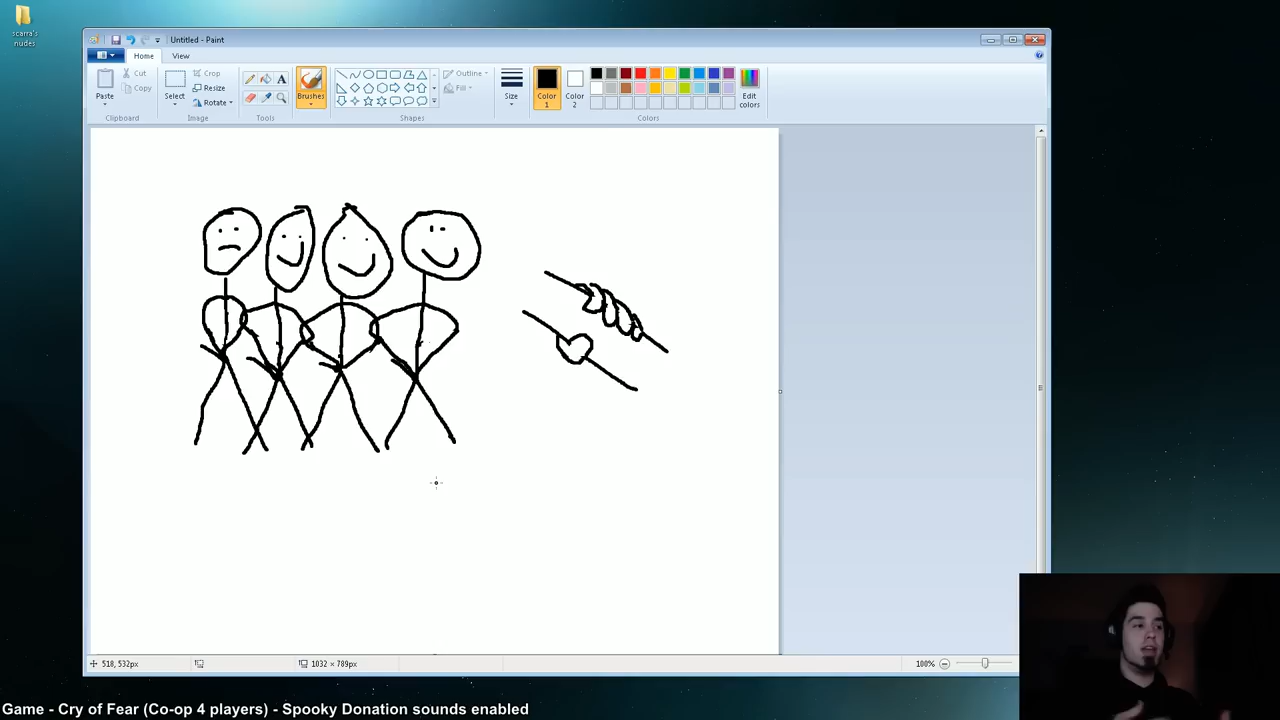 scarra's
nudes
Untitled - Paint
Home
View
Paste
Cut
Copy
Clipboard
Select
Crop
Resize
Rotate
Image
A
Tools
Brushes
Outline
Fill
Shapes
Size
Color
1
Color
2
Edit
colors
Colors
518, 532px
1032 × 789px
100%
Game - Cry of Fear (Co-op 4 players) - Spooky Donation sounds enabled